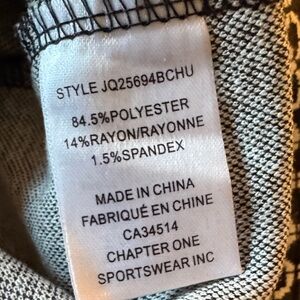 STYLE JQ25694BCHU
84.5%POLYESTER
14%RAYON/RAYONNE
1.5%SPANDEX
MADE IN CHINA
FABRIQUÉ EN CHINE
CA34514
CHAPTER ONE
SPORTSWEAR INC